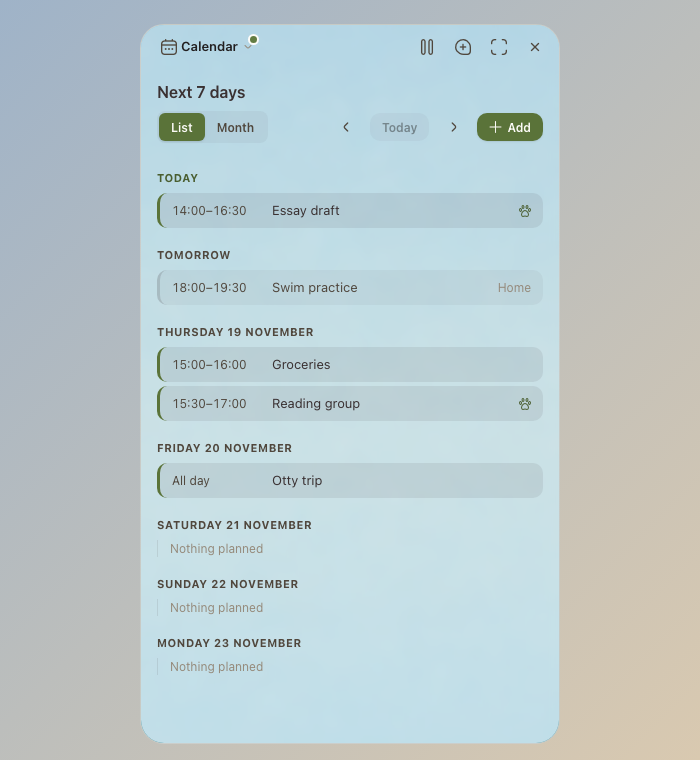 Calendar
Next 7 days
List Month Today Add
TODAY
14:00–16:30 Essay draft
TOMORROW
18:00–19:30 Swim practice Home
THURSDAY 19 NOVEMBER
15:00–16:00 Groceries
15:30–17:00 Reading group
FRIDAY 20 NOVEMBER
All day Otty trip
SATURDAY 21 NOVEMBER
Nothing planned
SUNDAY 22 NOVEMBER
Nothing planned
MONDAY 23 NOVEMBER
Nothing planned